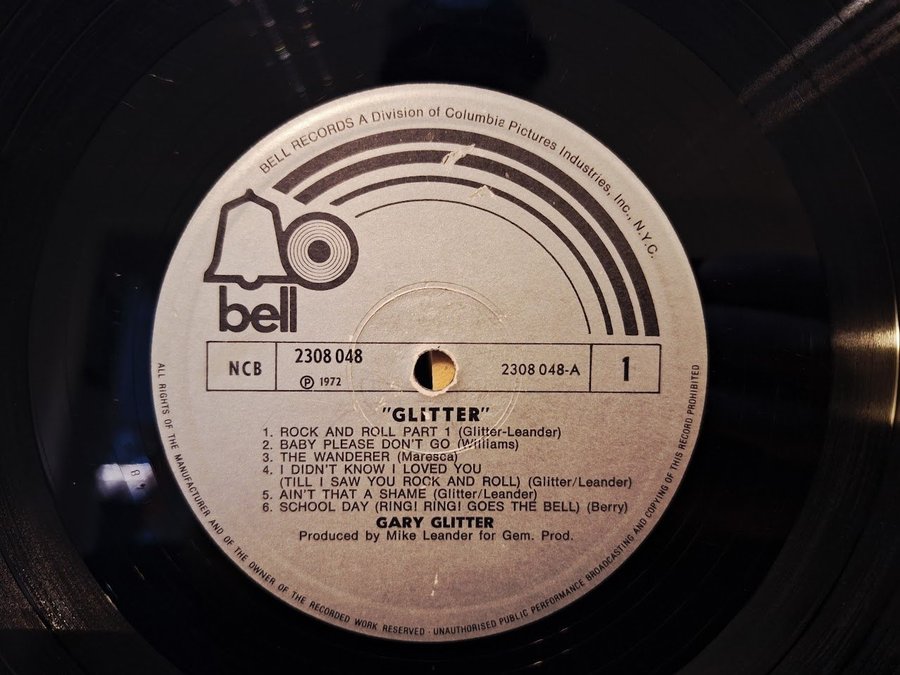 BELL RECORDS A Division of Columbia Pictures Industries, Inc., N.Y.C.
bell
NCB
2308 048
℗ 1972
2308 048-A
1
"GLITTER"
1. ROCK AND ROLL PART 1 (Glitter-Leander)
2. BABY PLEASE DON'T GO (Williams)
3. THE WANDERER (Maresca)
4. I DIDN'T KNOW I LOVED YOU
(TILL I SAW YOU ROCK AND ROLL) (Glitter/Leander)
5. AIN'T THAT A SHAME (Glitter/Leander)
6. SCHOOL DAY (RING! RING! GOES THE BELL) (Berry)
GARY GLITTER
Produced by Mike Leander for Gem. Prod.
ALL RIGHTS OF THE MANUFACTURER AND OF THE OWNER OF THE RECORDED WORK RESERVED · UNAUTHORISED PUBLIC PERFORMANCE BROADCASTING AND COPYING OF THIS RECORD PROHIBITED